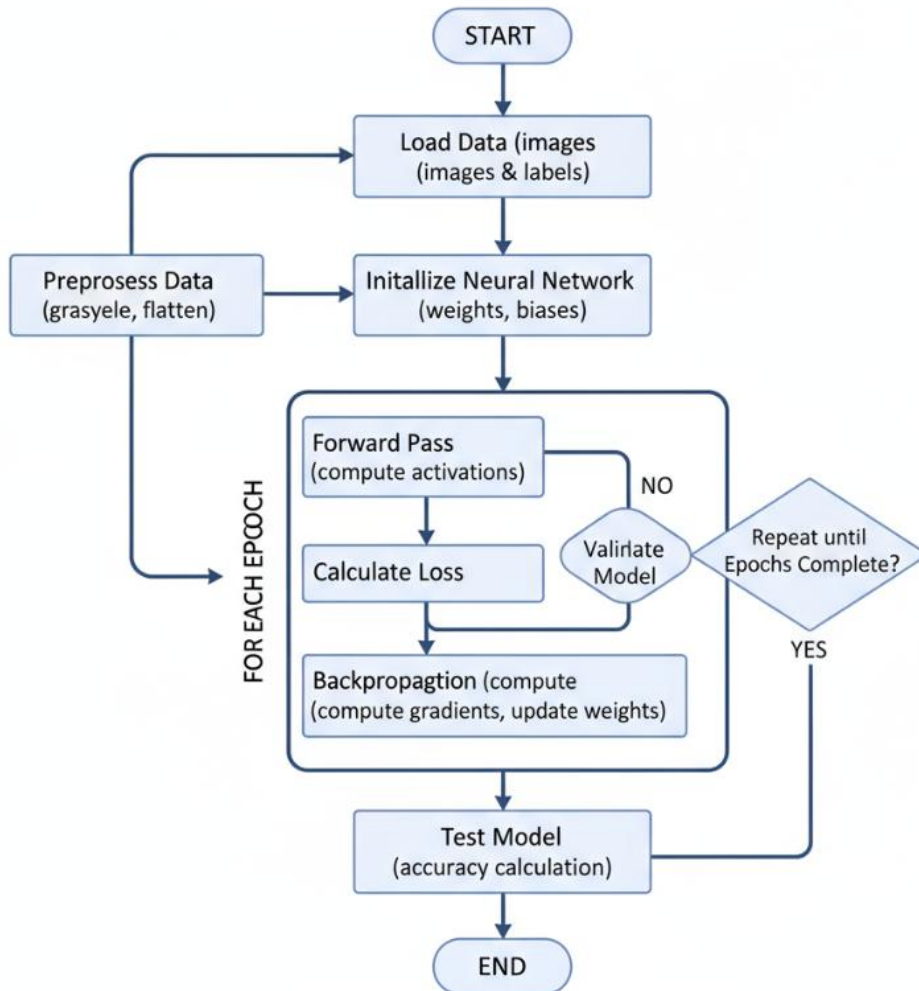 START
Load Data (images
(images & labels)
Preprosess Data
(grasyele, flatten)
Initallize Neural Network
(weights, biases)
FOR EACH EPOOCH
Forward Pass
(compute activations)
NO
Calculate Loss
Valirlate
Model
Repeat until
Epochs Complete?
YES
Backpropagtion (compute
(compute gradients, update weights)
Test Model
(accuracy calculation)
END